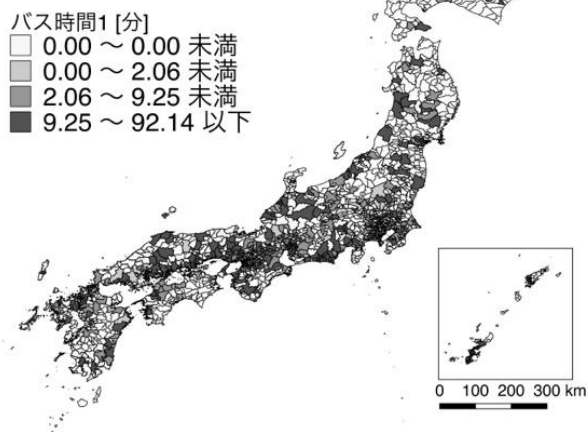 バス時間1 [分]
0.00 〜 0.00 未満
0.00 〜 2.06 未満
2.06 〜 9.25 未満
9.25 〜 92.14 以下
0 100 200 300 km